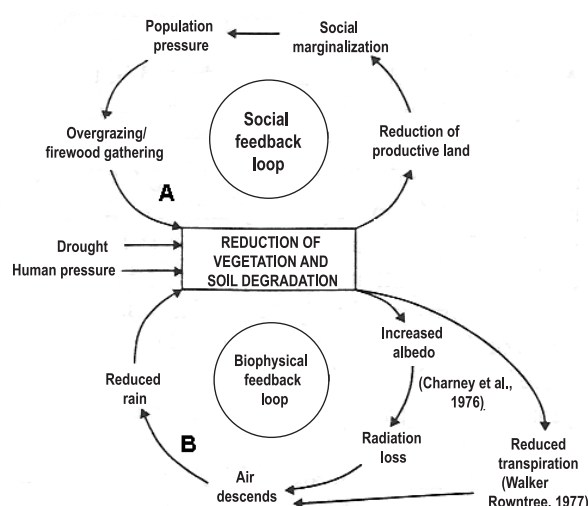 Population
pressure
Social
marginalization
Overgrazing/
firewood gathering
Social
feedback
loop
Reduction of
productive land
A
Drought
Human pressure
REDUCTION OF
VEGETATION AND
SOIL DEGRADATION
Increased
albedo
(Charney et al.,
1976).
Biophysical
feedback
loop
Reduced
rain
B
Radiation
loss
Air
descends
Reduced
transpiration
(Walker
Rowntree, 1977)